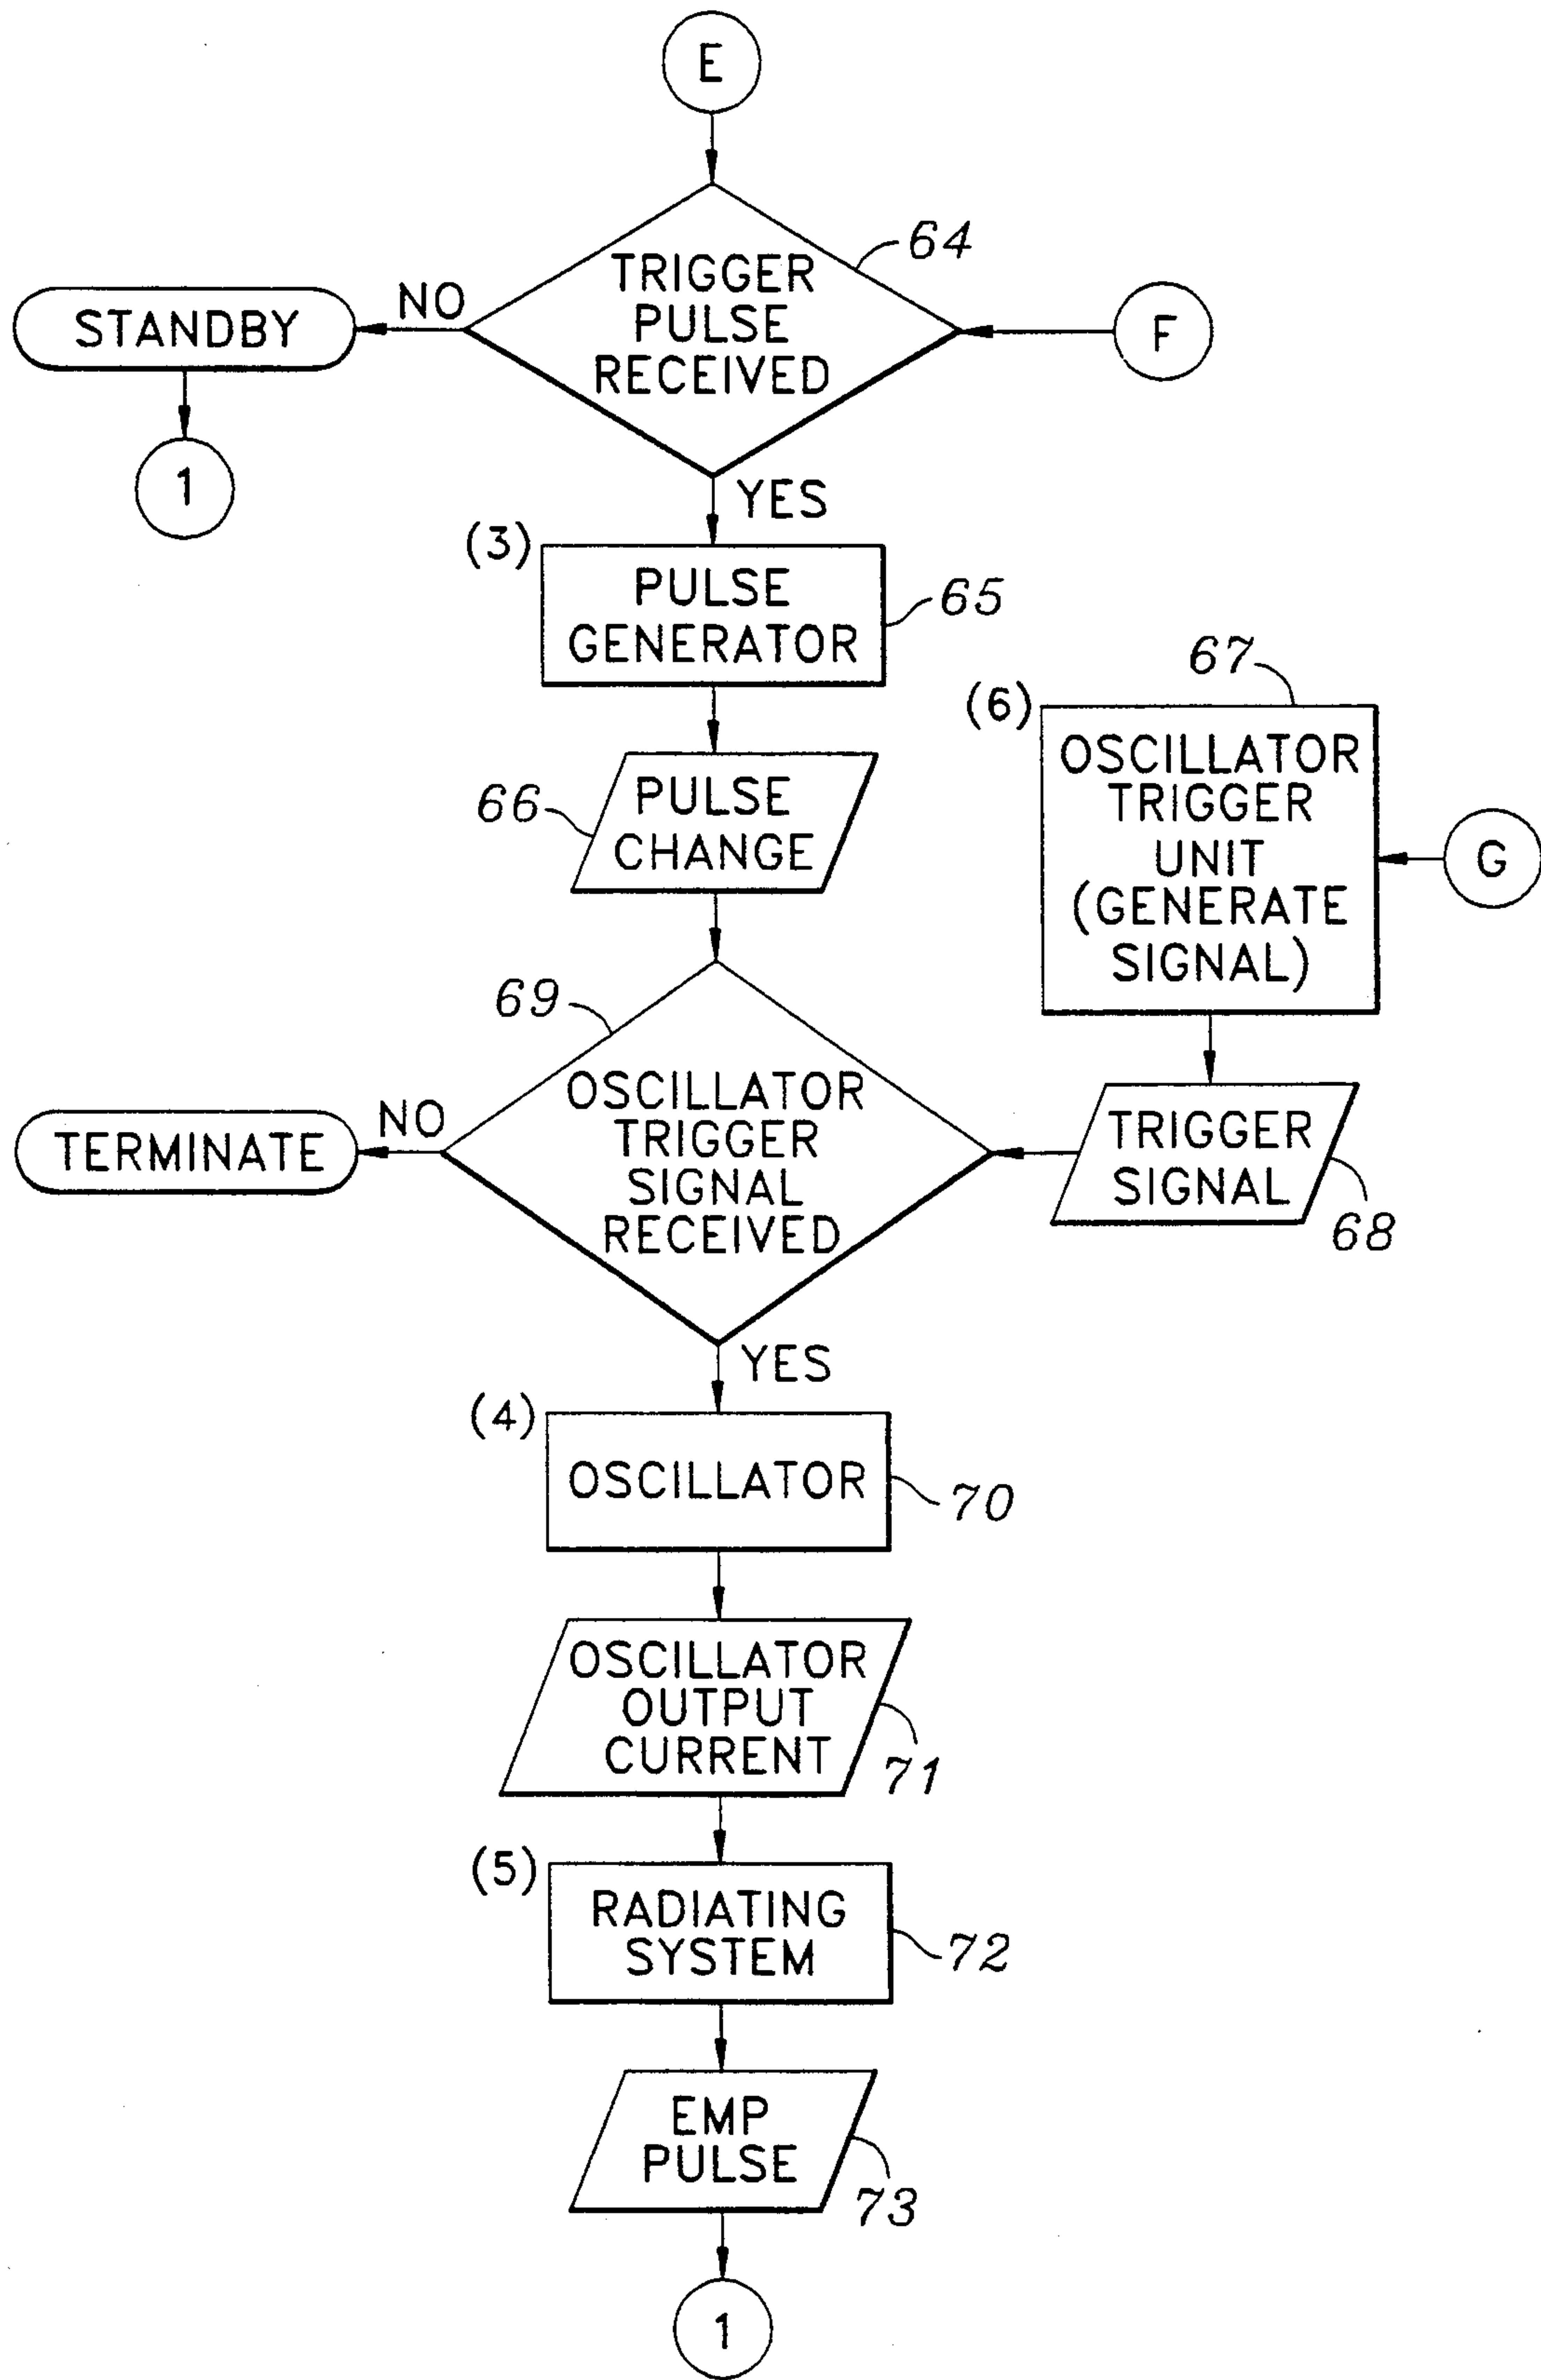 E
64
TRIGGER
PULSE
RECEIVED
NO
STANDBY
F
1
YES
(3)
PULSE
GENERATOR
65
67
(6)
OSCILLATOR
TRIGGER
UNIT
(GENERATE
SIGNAL)
G
66
PULSE
CHANGE
69
OSCILLATOR
TRIGGER
SIGNAL
RECEIVED
NO
TERMINATE
TRIGGER
SIGNAL
68
YES
(4)
OSCILLATOR
70
OSCILLATOR
OUTPUT
CURRENT
71
(5)
RADIATING
SYSTEM
72
EMP
PULSE
73
1